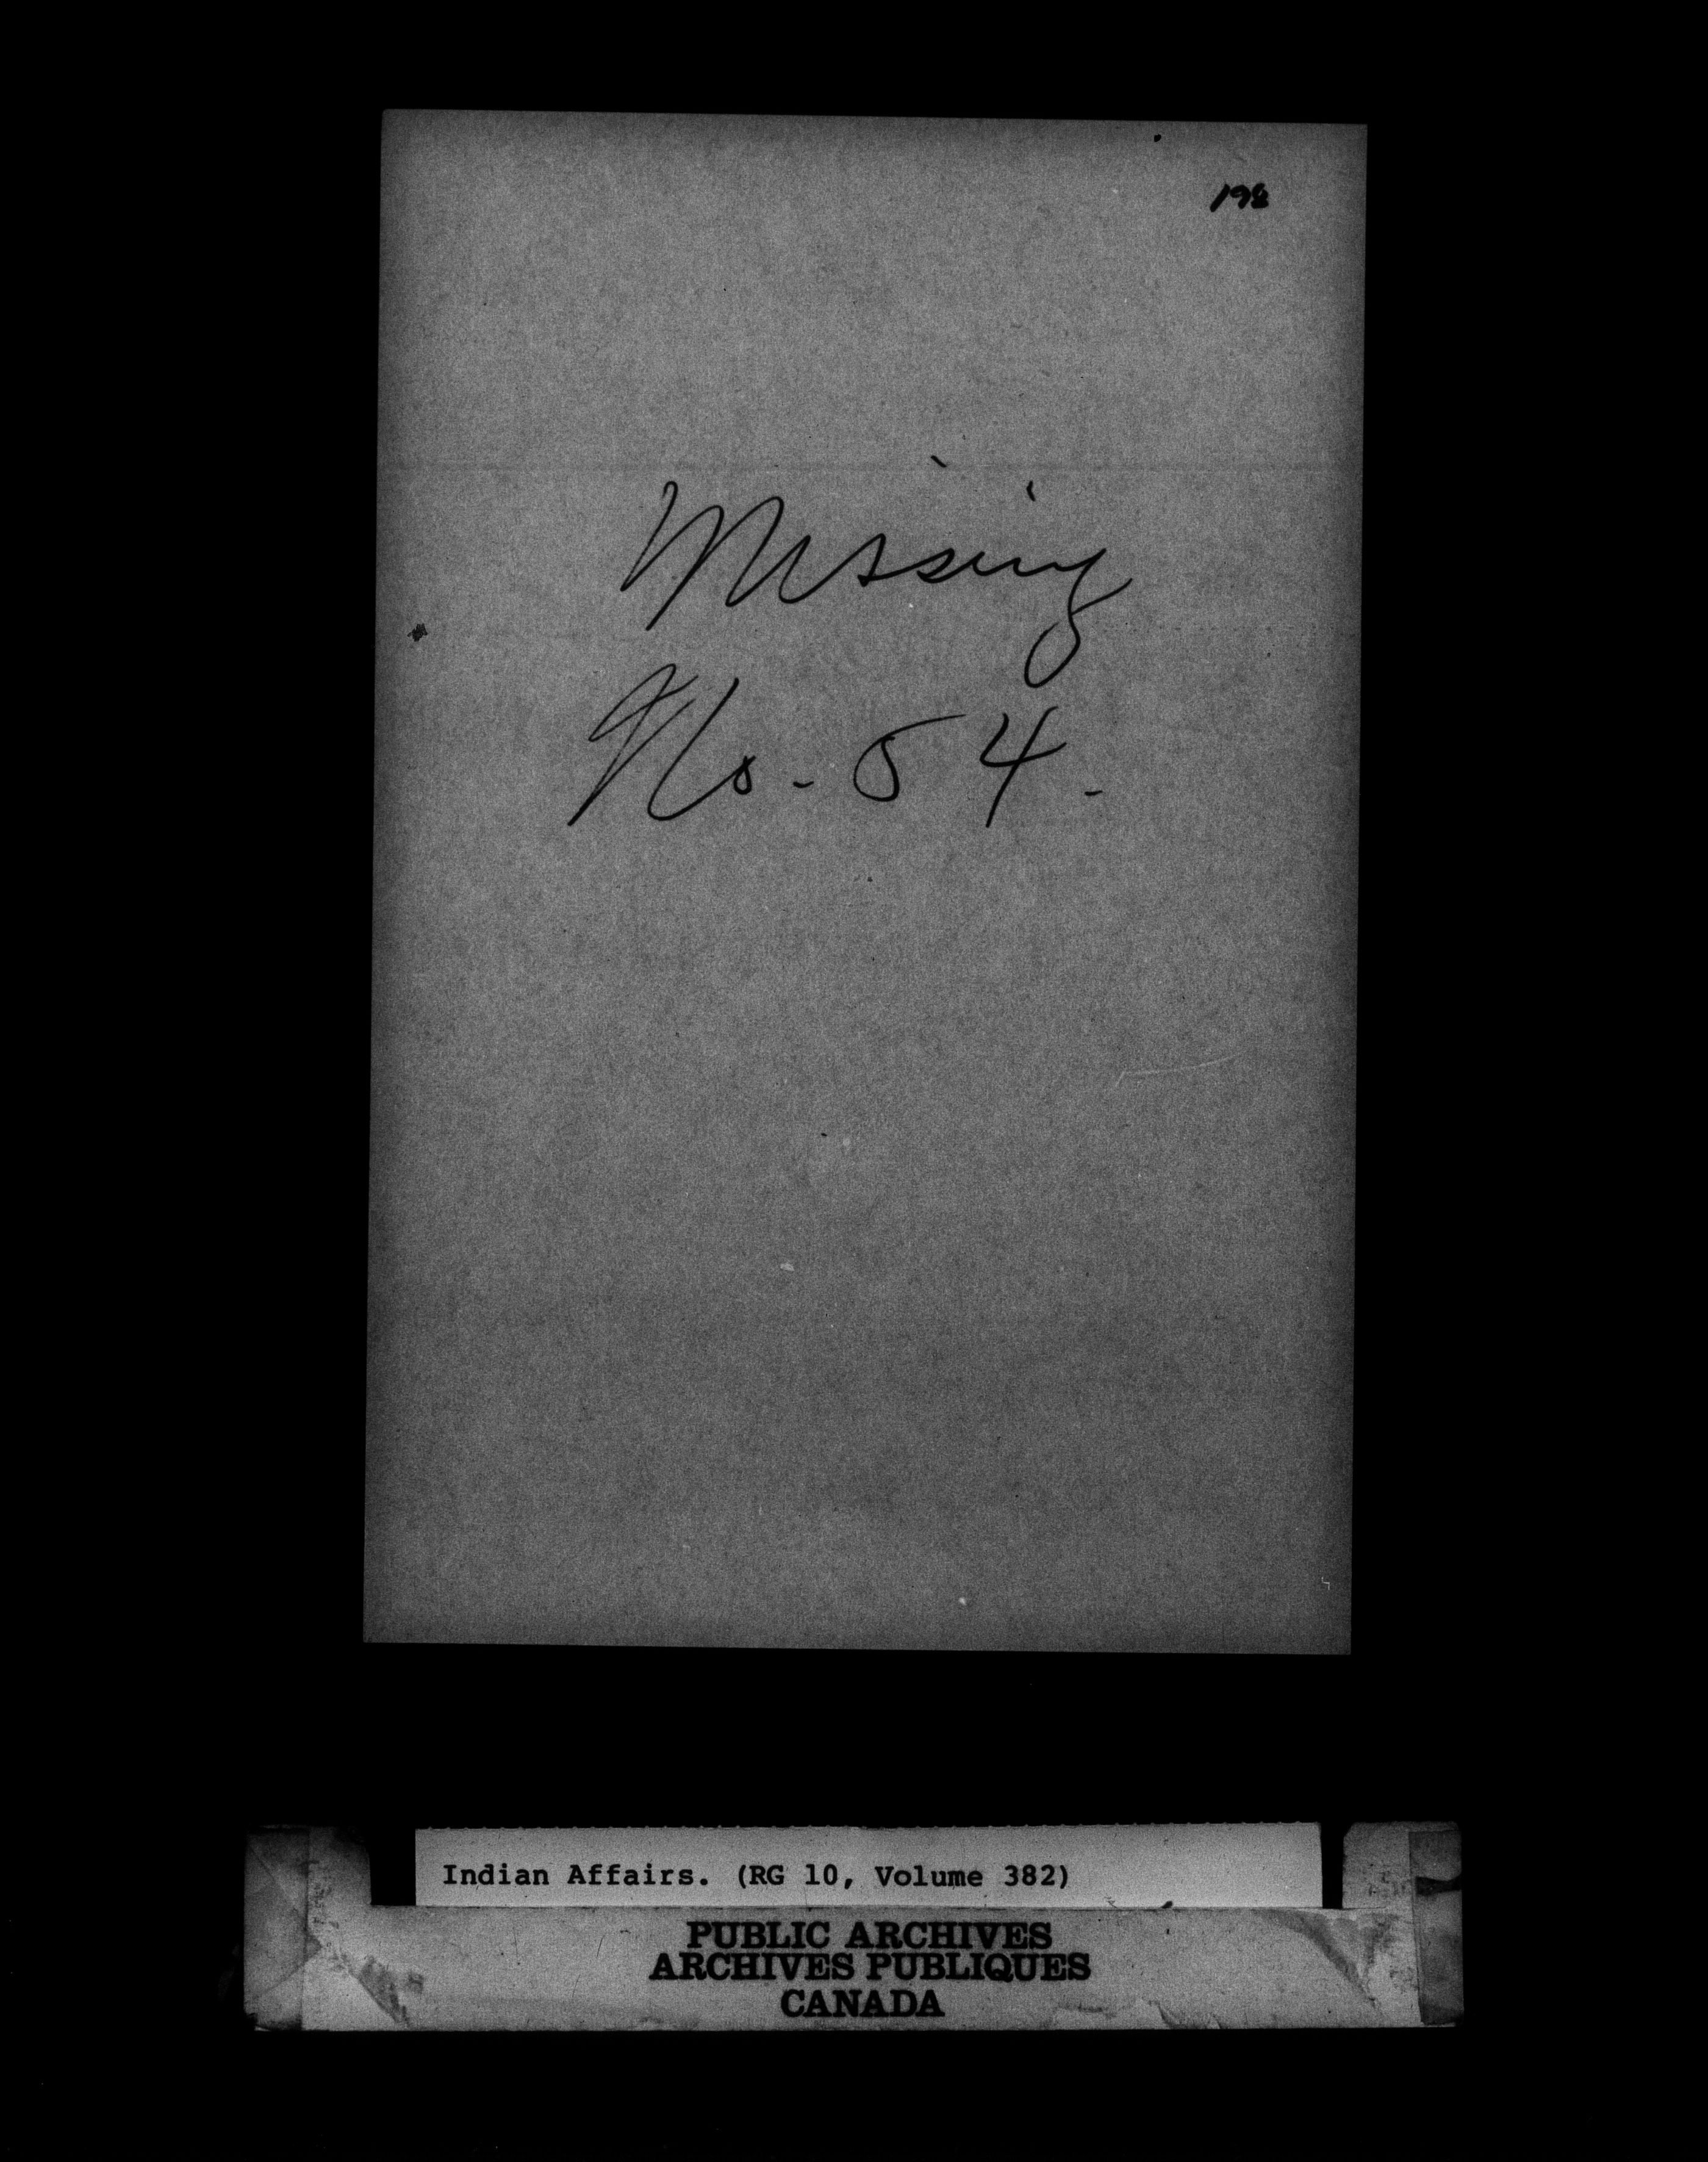 198
Missing
No. 54.
Indian Affairs. (RG 10, Volume 382)
PUBLIC ARCHIVES
ARCHIVES PUBLIQUES
CANADA